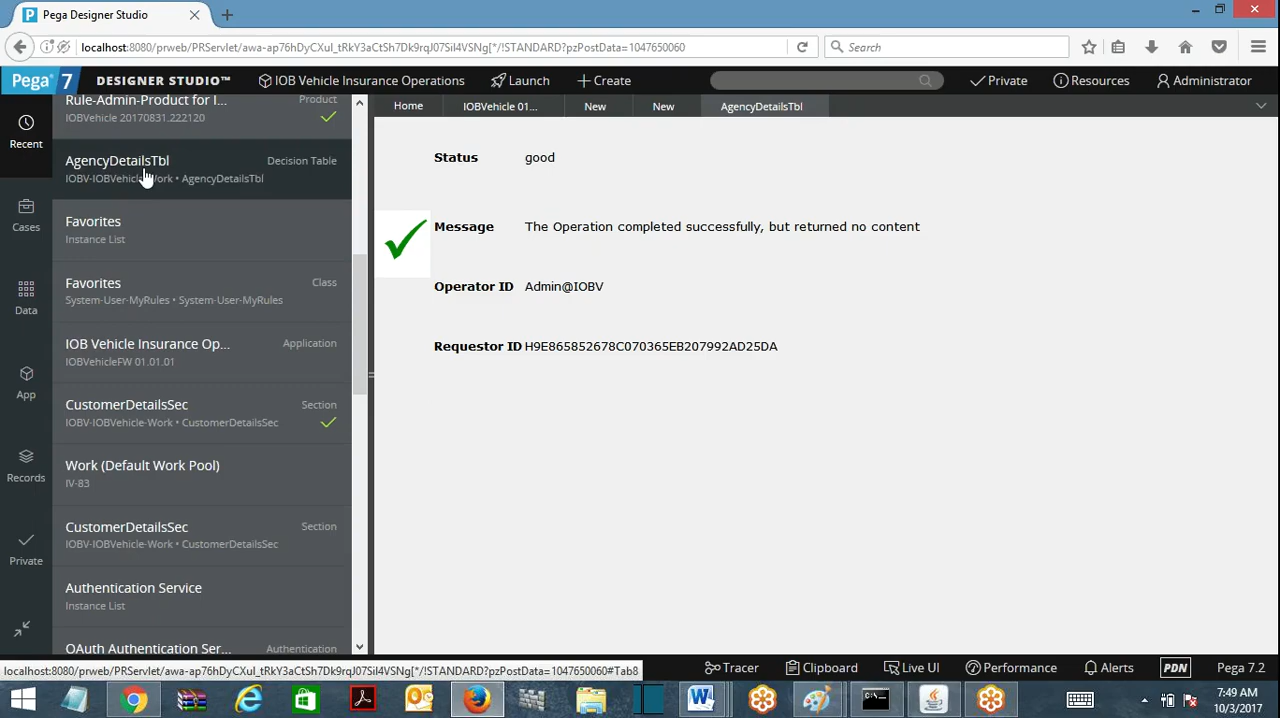 Pega Designer Studio
localhost:8080/prweb/PRServlet/awa-ap76hDyCXul_tRkY3aCtSh7Dk9rqJ07Sil4VSNg[*/!STANDARD?pzPostData=1047650060
Search
Pega 7 DESIGNER STUDIO™ IOB Vehicle Insurance Operations Launch Create Private Resources Administrator
Home IOBVehicle 01... New New AgencyDetailsTbl
Recent
Cases
Data
App
Records
Private
Rule-Admin-Product for I... Product
IOBVehicle 20170831.222120
AgencyDetailsTbl Decision Table
IOBV-IOBVehicle-Work • AgencyDetailsTbl
Favorites
Instance List
Favorites Class
System-User-MyRules • System-User-MyRules
IOB Vehicle Insurance Op... Application
IOBVehicleFW 01.01.01
CustomerDetailsSec Section
IOBV-IOBVehicle-Work • CustomerDetailsSec
Work (Default Work Pool)
IV-83
CustomerDetailsSec Section
IOBV-IOBVehicle-Work • CustomerDetailsSec
Authentication Service
Instance List
OAuth Authentication Ser... Authentication
Status good
Message The Operation completed successfully, but returned no content
Operator ID Admin@IOBV
Requestor ID H9E865852678C070365EB207992AD25DA
localhost:8080/prweb/PRServlet/awa-ap76hDyCXul_tRkY3aCtSh7Dk9rqJ07Sil4VSNg[*/!STANDARD?pzPostData=1047650060#Tab8
Tracer Clipboard Live UI Performance Alerts PDN Pega 7.2
7:49 AM
10/3/2017